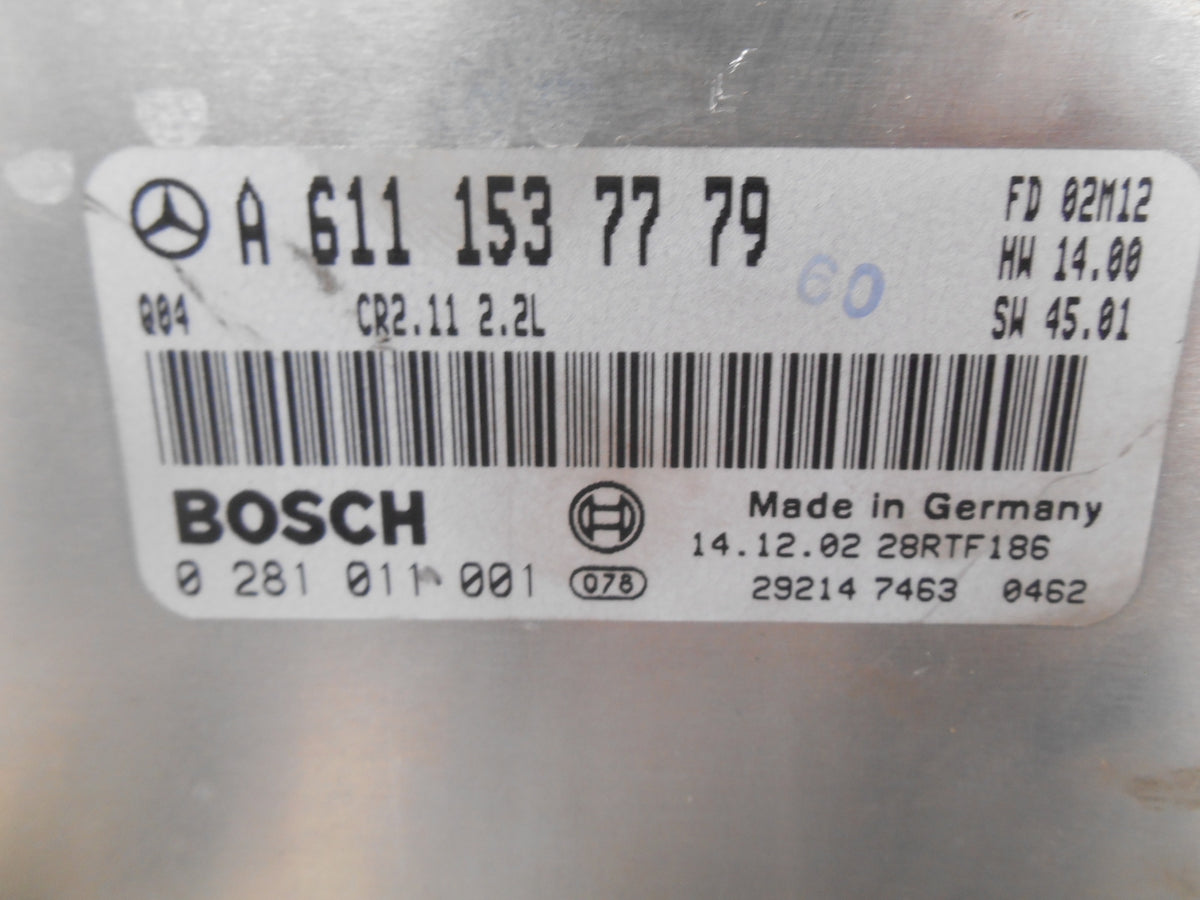 A 611 153 77 79
FD 02M12
HW 14.00
60
Q04 CR2.11 2.2L
SW 45.01
BOSCH
Made in Germany
14.12.02 28RTF186
0 281 011 001 078
29214 7463 0462